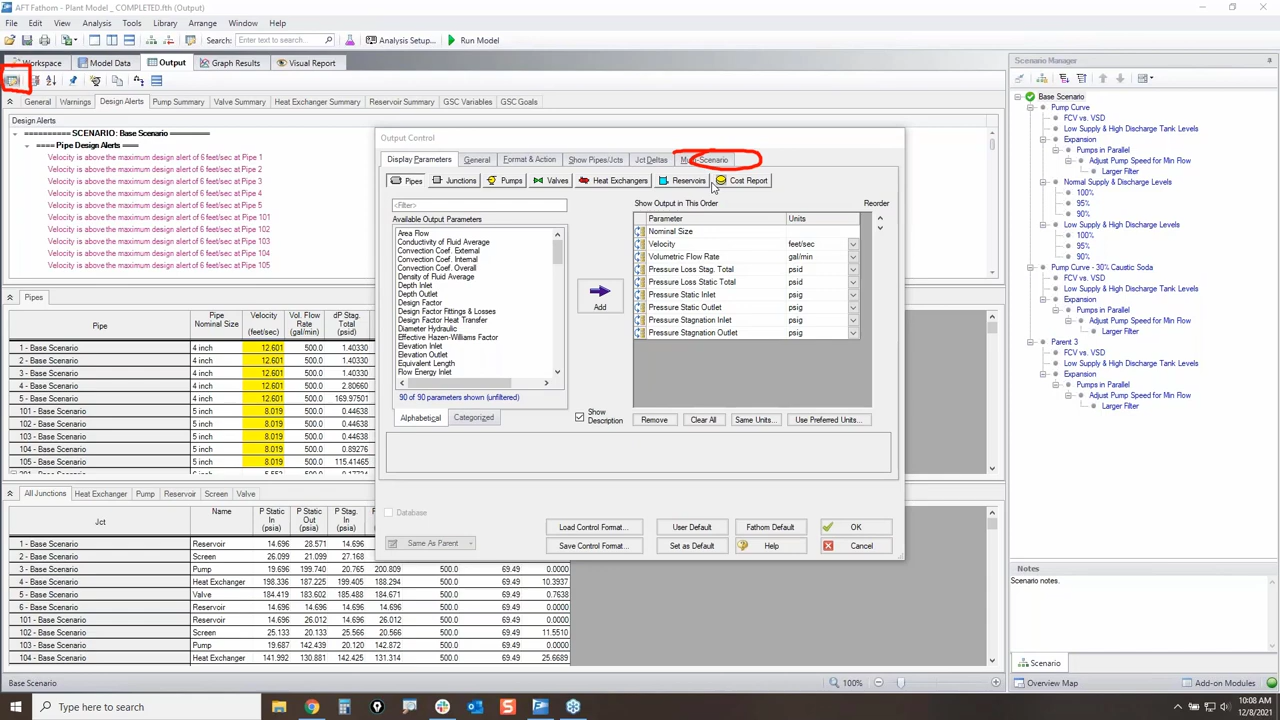 AFT Fathom - Plant Model _ COMPLETED.fth (Output)
File Edit View Analysis Tools Library Arrange Window Help
Search: Enter text to search Analysis Setup... Run Model
Workspace Model Data Output Graph Results Visual Report
General Warnings Design Alerts Pump Summary Valve Summary Heat Exchanger Summary Reservoir Summary GSC Variables GSC Goals
Design Alerts
========== SCENARIO: Base Scenario ==========
==== Pipe Design Alerts ====
Velocity is above the maximum design alert of 6 feet/sec at Pipe 1
Velocity is above the maximum design alert of 6 feet/sec at Pipe 2
Velocity is above the maximum design alert of 6 feet/sec at Pipe 3
Velocity is above the maximum design alert of 6 feet/sec at Pipe 4
Velocity is above the maximum design alert of 6 feet/sec at Pipe 5
Velocity is above the maximum design alert of 6 feet/sec at Pipe 101
Velocity is above the maximum design alert of 6 feet/sec at Pipe 102
Velocity is above the maximum design alert of 6 feet/sec at Pipe 103
Velocity is above the maximum design alert of 6 feet/sec at Pipe 104
Velocity is above the maximum design alert of 6 feet/sec at Pipe 105
Pipes
Pipe Pipe Nominal Size Velocity (feet/sec) Vol. Flow Rate (gal/min) dP Stag. Total (psid)
1 - Base Scenario 4 inch 12.601 500.0 1.40330
2 - Base Scenario 4 inch 12.601 500.0 1.40330
3 - Base Scenario 4 inch 12.601 500.0 1.40330
4 - Base Scenario 4 inch 12.601 500.0 2.80660
5 - Base Scenario 4 inch 12.601 500.0 169.97501
101 - Base Scenario 5 inch 8.019 500.0 0.44638
102 - Base Scenario 5 inch 8.019 500.0 0.44638
103 - Base Scenario 5 inch 8.019 500.0 0.44638
104 - Base Scenario 5 inch 8.019 500.0 0.89276
105 - Base Scenario 5 inch 8.019 500.0 115.41465
All Junctions Heat Exchanger Pump Reservoir Screen Valve
Jct Name P Static In (psia) P Static Out (psia) P Stag. In (psia)
1 - Base Scenario Reservoir 14.696 28.571 14.696
2 - Base Scenario Screen 26.098 21.099 27.168
3 - Base Scenario Pump 19.696 199.740 20.765 200.809 500.0 69.49 0.0000
4 - Base Scenario Heat Exchanger 198.336 187.225 199.405 188.294 500.0 69.49 10.3937
5 - Base Scenario Valve 184.419 183.602 185.488 184.671 500.0 69.49 0.7638
6 - Base Scenario Reservoir 14.696 14.696 14.696 14.696 500.0 69.49 0.0000
101 - Base Scenario Reservoir 14.696 26.012 14.696 26.012 500.0 69.49 0.0000
102 - Base Scenario Screen 25.133 20.133 25.566 20.566 500.0 69.49 11.5510
103 - Base Scenario Pump 19.687 142.439 20.120 142.872 500.0 69.49 0.0000
104 - Base Scenario Heat Exchanger 141.992 130.881 142.425 131.314 500.0 69.49 25.6689
Output Control
Display Parameters General Format & Action Show Pipes/Jcts Jct Deltas Multi-Scenario
Pipes Junctions Pumps Valves Heat Exchangers Reservoirs Cost Report
<Filter>
Available Output Parameters
Area Flow
Conductivity of Fluid Average
Convection Coef. External
Convection Coef. Internal
Convection Coef. Overall
Density of Fluid Average
Depth Inlet
Depth Outlet
Design Factor
Design Factor Fittings & Losses
Design Factor Heat Transfer
Diameter Hydraulic
Effective Hazen-Williams Factor
Elevation Inlet
Elevation Outlet
Equivalent Length
Flow Energy Inlet
90 of 90 parameters shown (unfiltered)
Alphabetical Categorized
Show Description
Add
Show Output in This Order Reorder
Parameter Units
Nominal Size
Velocity feet/sec
Volumetric Flow Rate gal/min
Pressure Loss Stag. Total psid
Pressure Loss Static Total psid
Pressure Static Inlet psig
Pressure Static Outlet psig
Pressure Stagnation Inlet psig
Pressure Stagnation Outlet psig
Remove Clear All Same Units... Use Preferred Units...
Database
Same As Parent
Load Control Format... User Default Fathom Default OK
Save Control Format... Set as Default Help Cancel
Scenario Manager
Base Scenario
Pump Curve
FCV vs. VSD
Low Supply & High Discharge Tank Levels
Expansion
Pumps in Parallel
Adjust Pump Speed for Min Flow
Larger Filter
Normal Supply & Discharge Levels
100%
95%
90%
Low Supply & High Discharge Levels
100%
95%
90%
Pump Curve - 30% Caustic Soda
FCV vs. VSD
Low Supply & High Discharge Tank Levels
Expansion
Pumps in Parallel
Adjust Pump Speed for Min Flow
Larger Filter
Parent 3
FCV vs. VSD
Low Supply & High Discharge Tank Levels
Expansion
Pumps in Parallel
Adjust Pump Speed for Min Flow
Larger Filter
Notes
Scenario notes.
Scenario
Base Scenario 100% Overview Map Add-on Modules
Type here to search
10:08 AM
12/8/2021